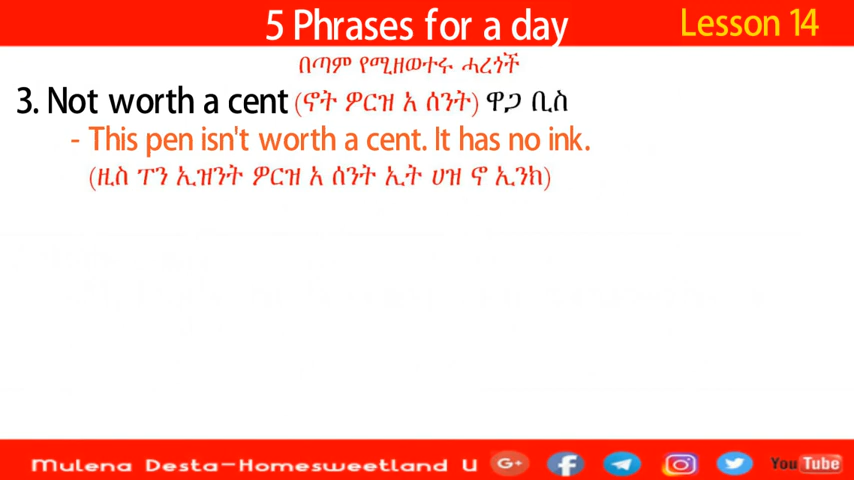 5 Phrases for a day
Lesson 14
በጣም የሚዘወተሩ ሓረጎች
3. Not worth a cent (ኖት ዎርዝ አ ሰንት) ዋጋ ቢስ
- This pen isn't worth a cent. It has no ink.
(ዚስ ፐን ኢዝንት ዎርዝ አ ሰንት ኢት ሀዝ ኖ ኢንክ)
Mulena Desta-Homesweetland U G+ YouTube